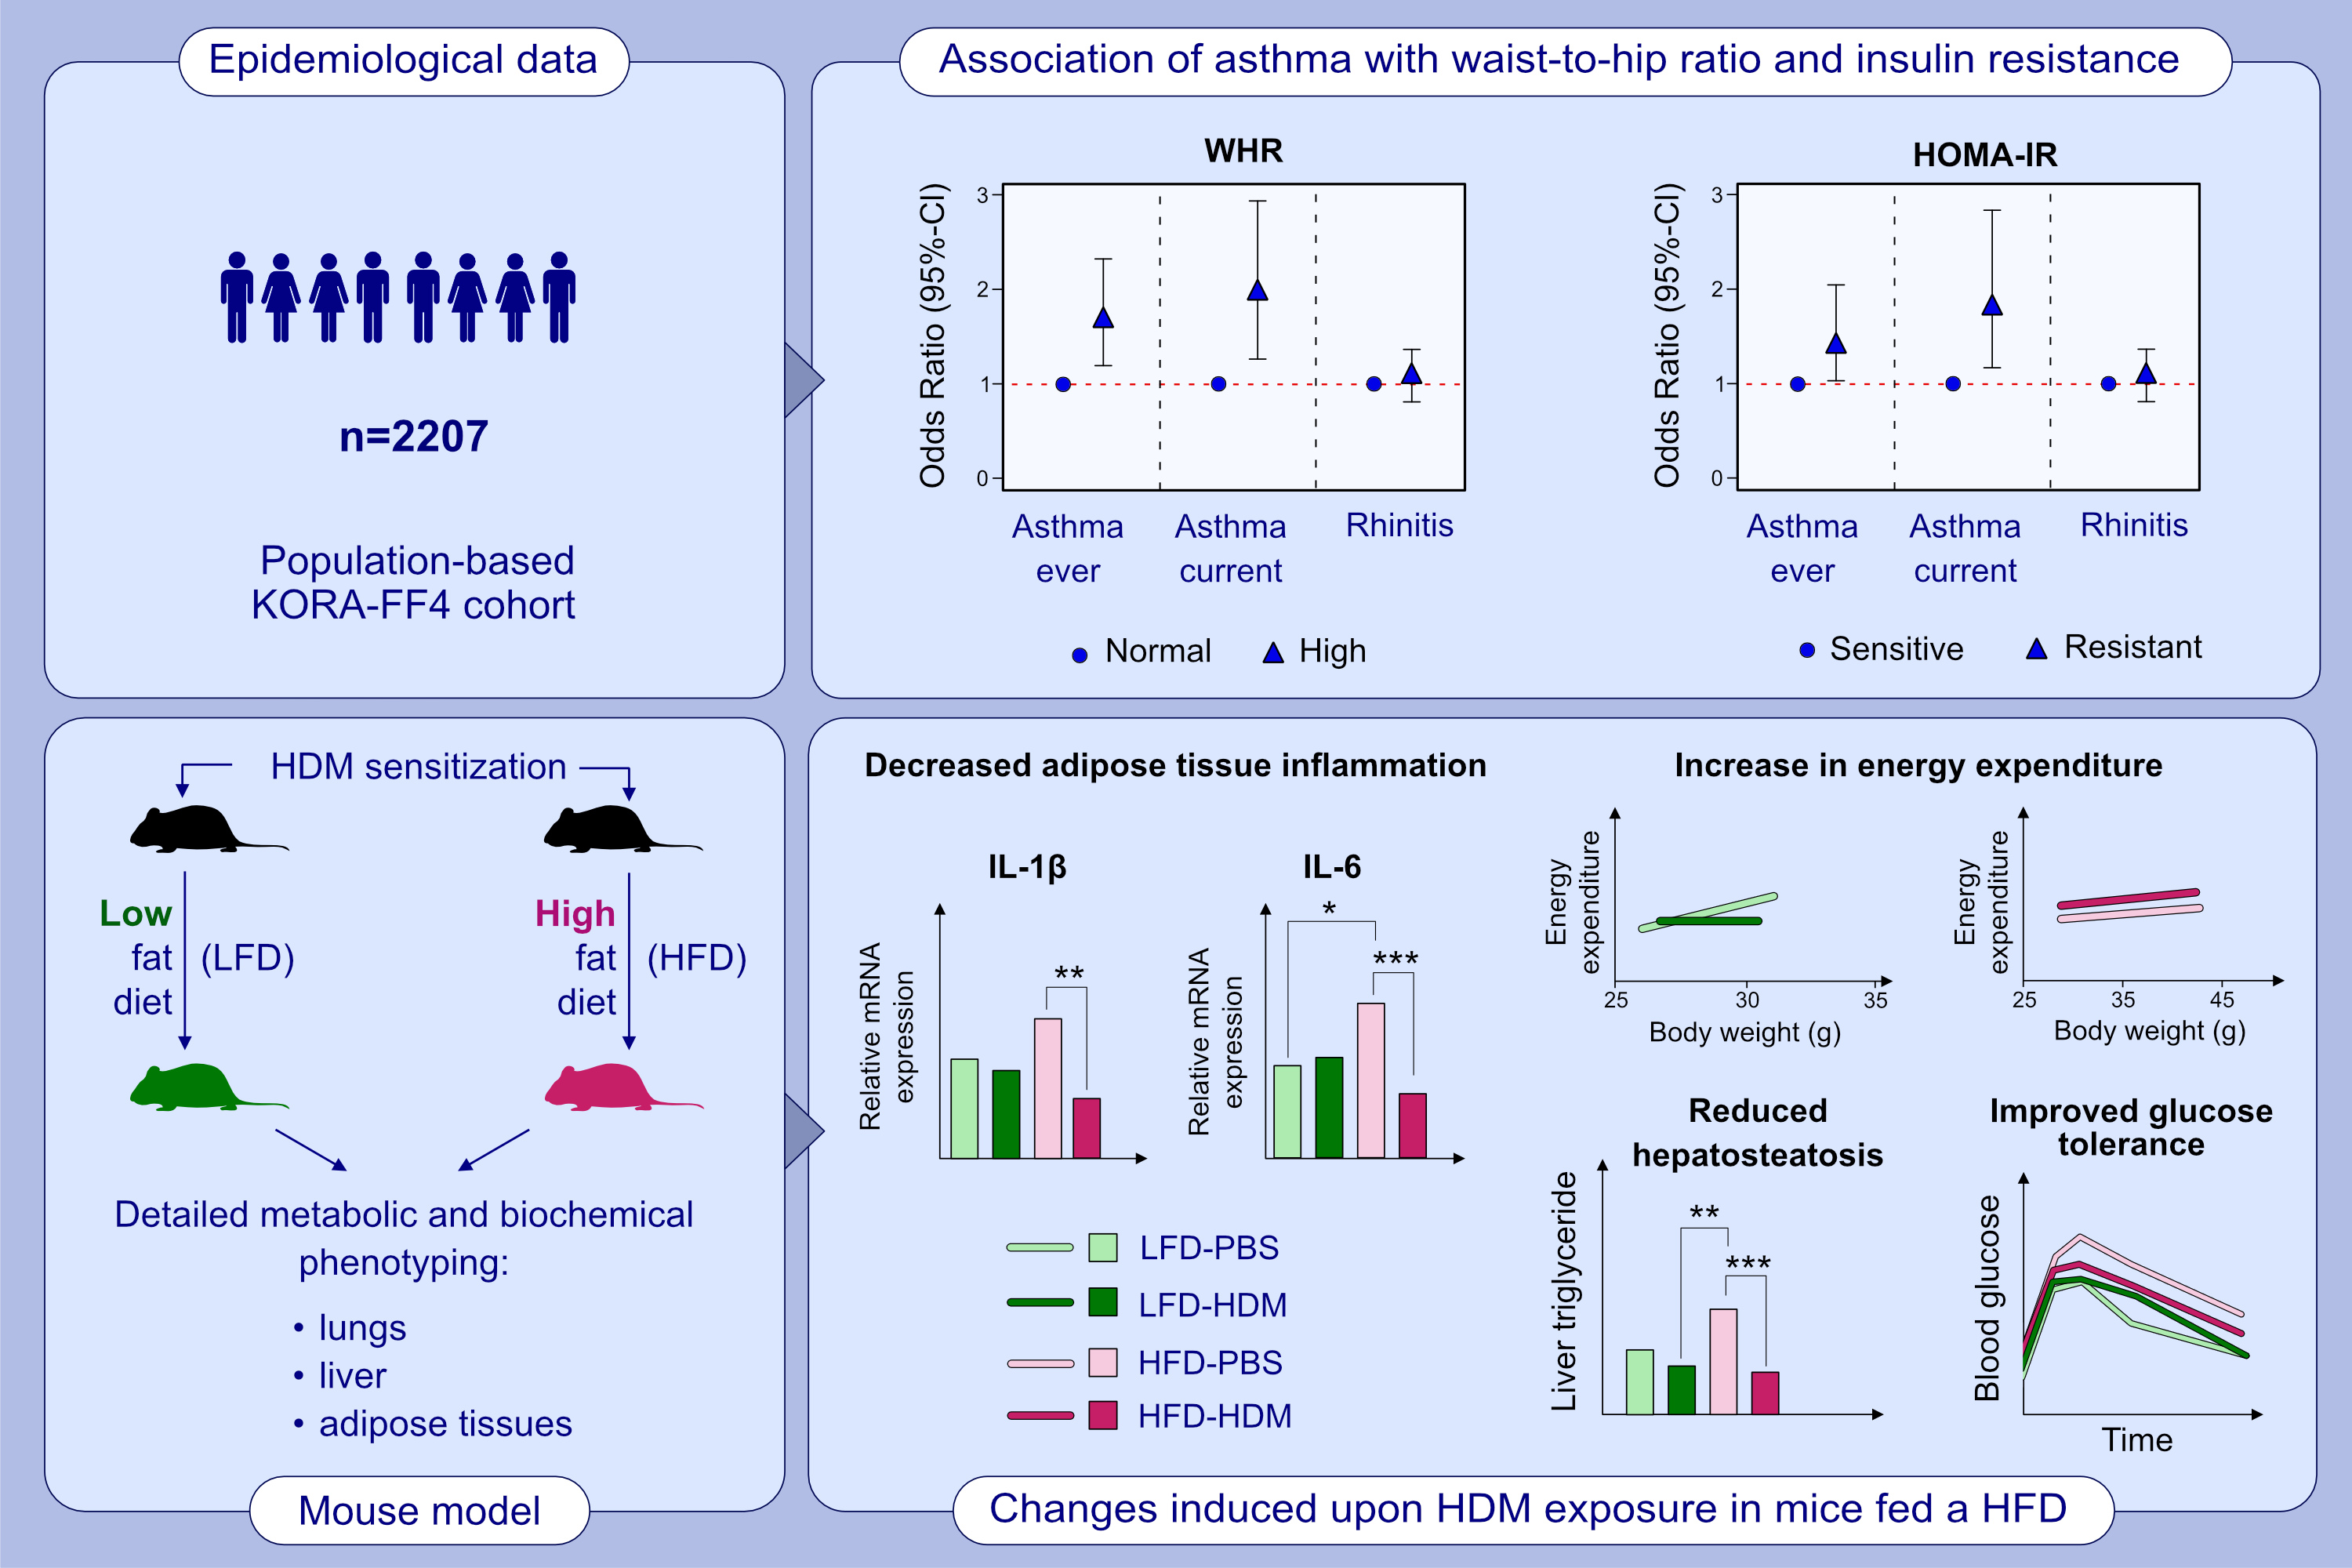 Epidemiological data
n=2207
Population-based
KORA-FF4 cohort
Association of asthma with waist-to-hip ratio and insulin resistance
WHR
Odds Ratio (95%-CI)
3
2
1
0
Asthma
ever
Asthma
current
Rhinitis
Normal
High
HOMA-IR
Odds Ratio (95%-CI)
3
2
1
0
Asthma
ever
Asthma
current
Rhinitis
Sensitive
Resistant
HDM sensitization
Low
fat
diet
(LFD)
High
fat
diet
(HFD)
Detailed metabolic and biochemical
phenotyping:
• lungs
• liver
• adipose tissues
Mouse model
Decreased adipose tissue inflammation
IL-1β
Relative mRNA
expression
**
IL-6
Relative mRNA
expression
*
***
LFD-PBS
LFD-HDM
HFD-PBS
HFD-HDM
Increase in energy expenditure
Energy
expenditure
25
30
35
Body weight (g)
Energy
expenditure
25
35
45
Body weight (g)
Reduced
hepatosteatosis
Liver triglyceride
**
***
Improved glucose
tolerance
Blood glucose
Time
Changes induced upon HDM exposure in mice fed a HFD